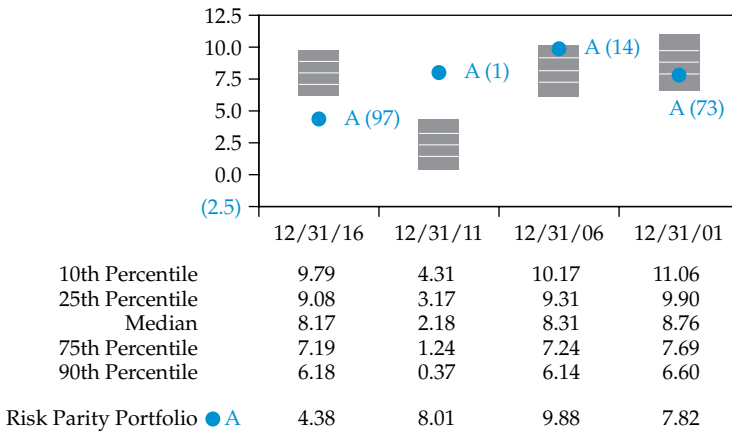 12.5
10.0
7.5
5.0
2.5
0.0
(2.5)
A (97)
A (1)
A (14)
A (73)
12/31/16 12/31/11 12/31/06 12/31/01
10th Percentile 9.79 4.31 10.17 11.06
25th Percentile 9.08 3.17 9.31 9.90
Median 8.17 2.18 8.31 8.76
75th Percentile 7.19 1.24 7.24 7.69
90th Percentile 6.18 0.37 6.14 6.60
Risk Parity Portfolio A 4.38 8.01 9.88 7.82